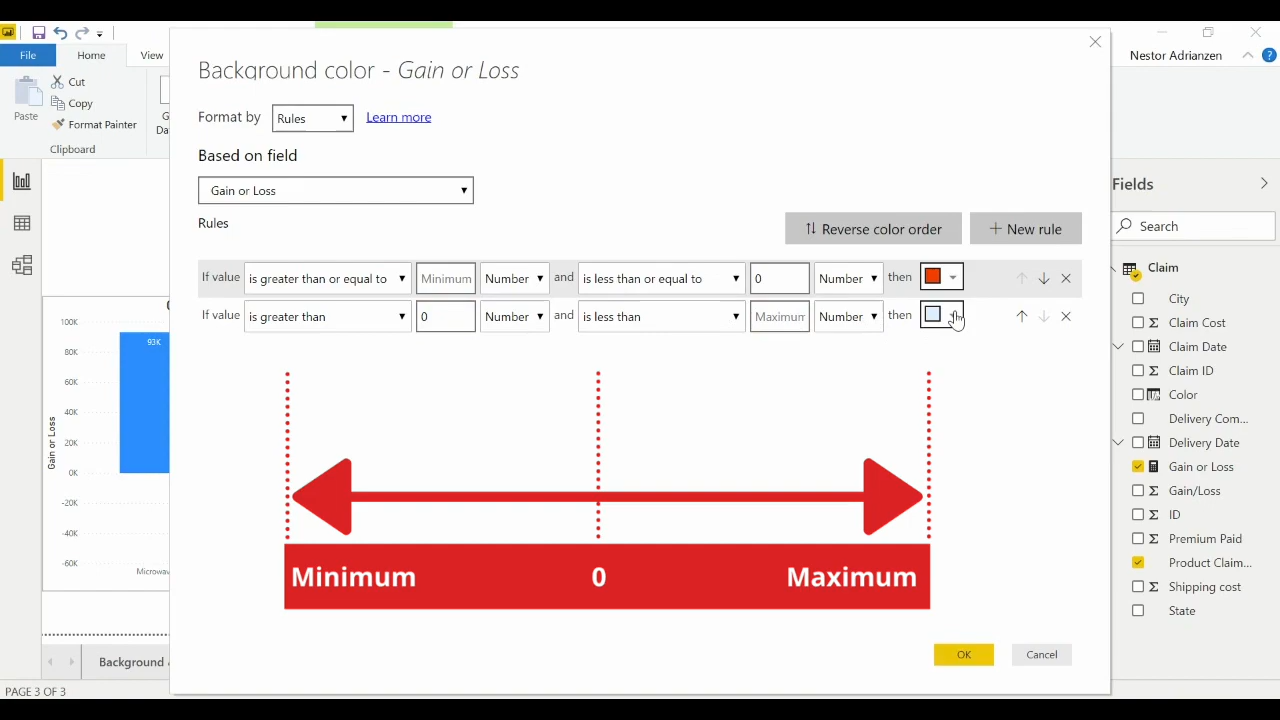 File Home View
Nestor Adrianzen
Cut
Copy
Format Painter
Paste
Clipboard
Background color - Gain or Loss
Format by Rules Learn more
Based on field
Gain or Loss
Rules
Reverse color order
New rule
If value is greater than or equal to Minimum Number and is less than or equal to 0 Number then
If value is greater than 0 Number and is less than Maximum Number then
Minimum 0 Maximum
OK Cancel
100K
80K
60K
40K
20K
0K
-20K
-40K
-60K
93K
Gain or Loss
Microwav
Background
PAGE 3 OF 3
Fields
Search
Claim
City
Claim Cost
Claim Date
Claim ID
Color
Delivery Com...
Delivery Date
Gain or Loss
Gain/Loss
ID
Premium Paid
Product Claim...
Shipping cost
State